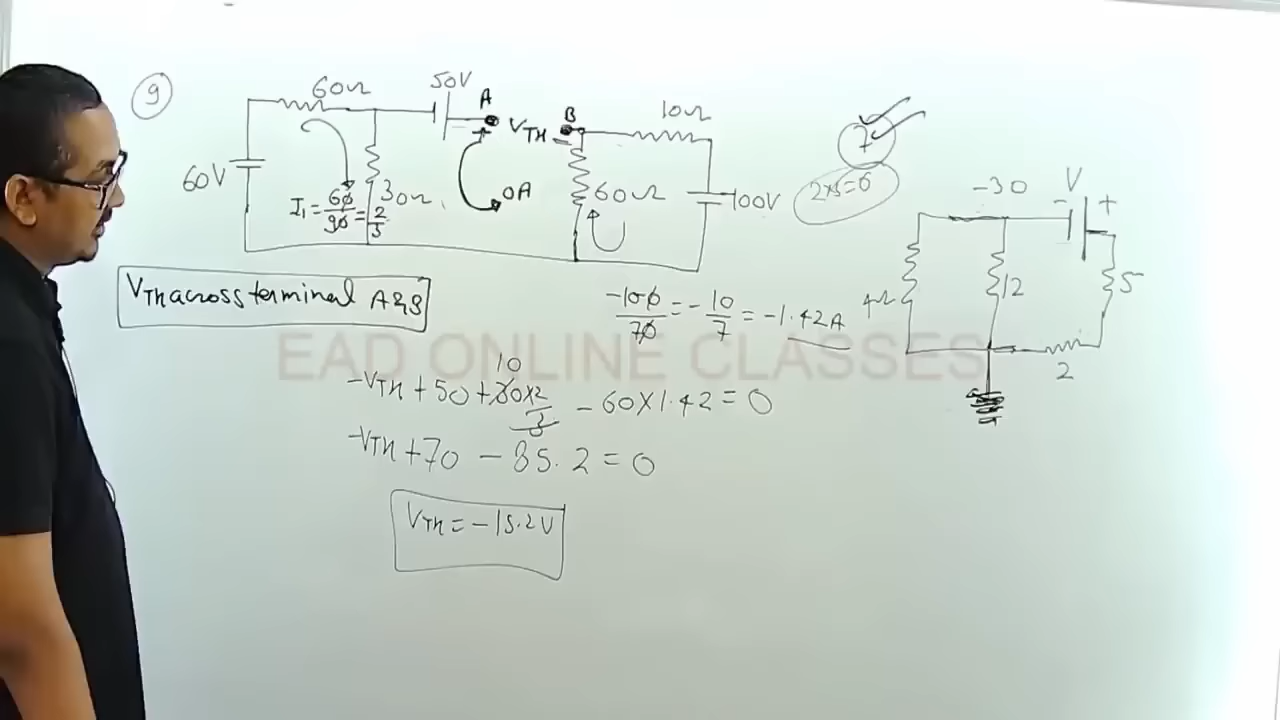 9
60Ω
50V
A
VTH
B
10Ω
60V
I₁ = 60/90 = 2/3
30Ω
0A
60Ω
100V
7
2×3=6
-30
V
- +
4Ω
12
5
2
VTH across terminal A&B
-100/70 = -10/7 = -1.42A
EAD ONLINE CLASSES
10
-VTH + 50 + 30×2/3 - 60×1.42 = 0
-VTH + 70 - 85.2 = 0
VTH = -15.2V